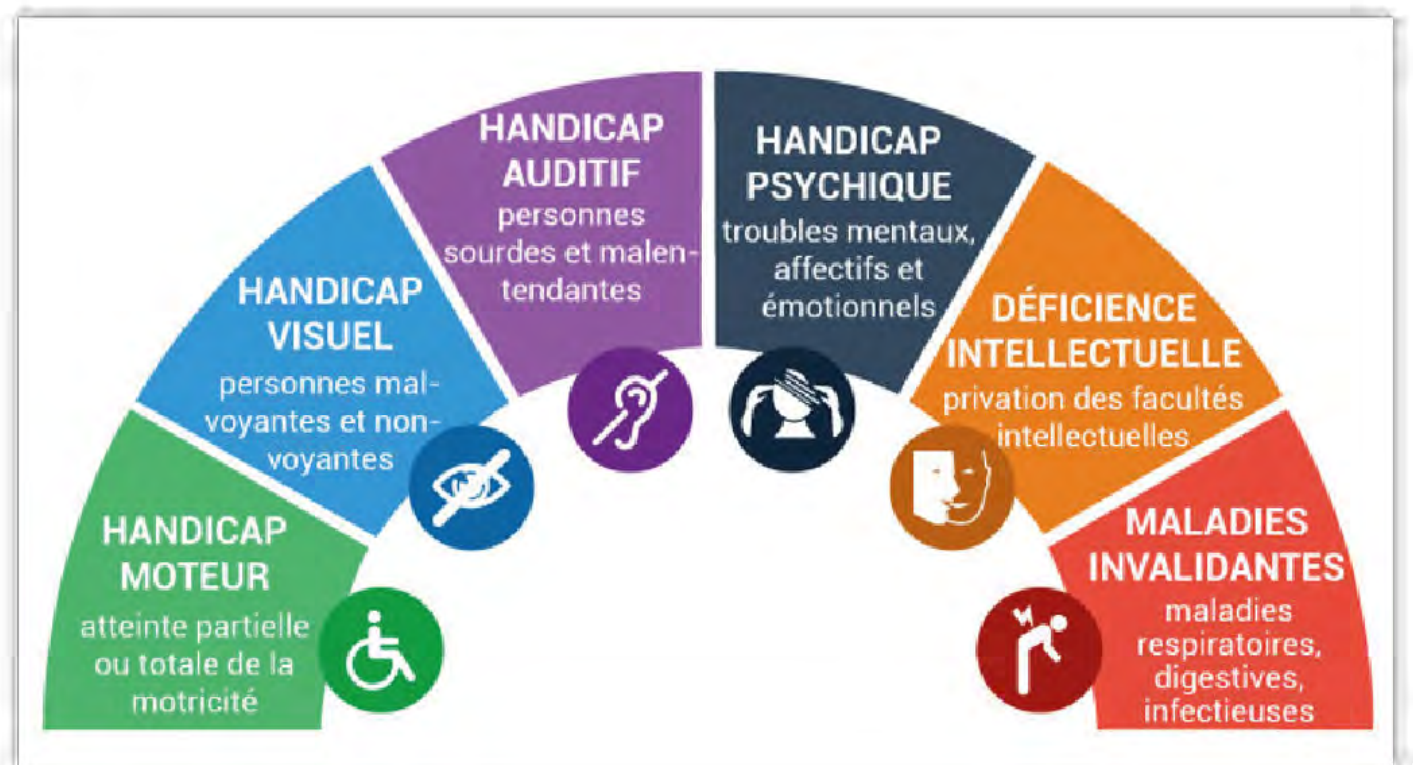 HANDICAP
MOTEUR
atteinte partielle
ou totale de la
motricité
HANDICAP
VISUEL
personnes mal-
voyantes et non-
voyantes
HANDICAP
AUDITIF
personnes
sourdes et malen-
tendantes
HANDICAP
PSYCHIQUE
troubles mentaux,
affectifs et
émotionnels
DÉFICIENCE
INTELLECTUELLE
privation des facultés
intellectuelles
MALADIES
INVALIDANTES
maladies
respiratoires,
digestives,
infectieuses